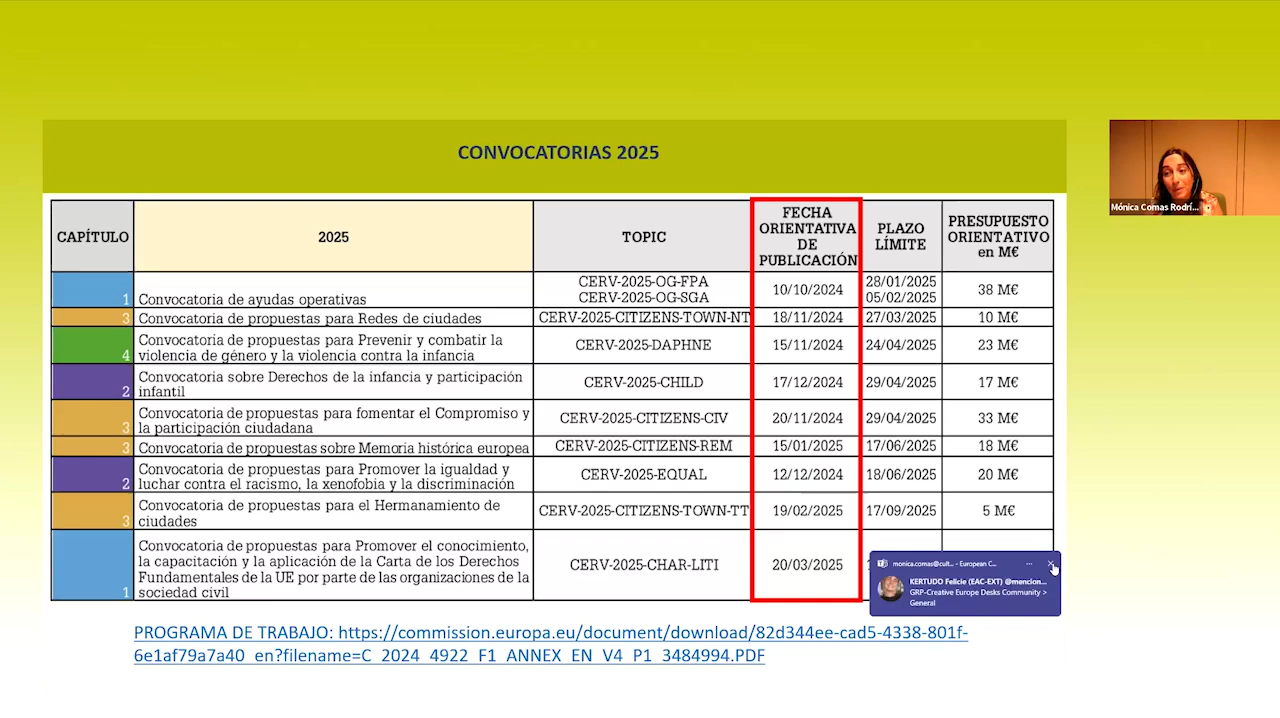 CONVOCATORIAS 2025
CAPÍTULO
2025
TOPIC
FECHA
ORIENTATIVA
DE
PUBLICACIÓN
PLAZO
LÍMITE
PRESUPUESTO
ORIENTATIVO
en M€
1
Convocatoria de ayudas operativas
CERV-2025-OG-FPA
CERV-2025-OG-SGA
10/10/2024
28/01/2025
05/02/2025
38 M€
3
Convocatoria de propuestas para Redes de ciudades
CERV-2025-CITIZENS-TOWN-NT
18/11/2024
27/03/2025
10 M€
4
Convocatoria de propuestas para Prevenir y combatir la
violencia de género y la violencia contra la infancia
CERV-2025-DAPHNE
15/11/2024
24/04/2025
23 M€
2
Convocatoria sobre Derechos de la infancia y participación
infantil
CERV-2025-CHILD
17/12/2024
29/04/2025
17 M€
3
Convocatoria de propuestas para fomentar el Compromiso y
la participación ciudadana
CERV-2025-CITIZENS-CIV
20/11/2024
29/04/2025
33 M€
3
Convocatoria de propuestas sobre Memoria histórica europea
CERV-2025-CITIZENS-REM
15/01/2025
17/06/2025
18 M€
2
Convocatoria de propuestas para Promover la igualdad y
luchar contra el racismo, la xenofobia y la discriminación
CERV-2025-EQUAL
12/12/2024
18/06/2025
20 M€
3
Convocatoria de propuestas para el Hermanamiento de
ciudades
CERV-2025-CITIZENS-TOWN-TT
19/02/2025
17/09/2025
5 M€
1
Convocatoria de propuestas para Promover el conocimiento,
la capacitación y la aplicación de la Carta de los Derechos
Fundamentales de la UE por parte de las organizaciones de la
sociedad civil
CERV-2025-CHAR-LITI
20/03/2025
monica.comas@cult... - European C...
KERTUDO Felicie (EAC-EXT) @mencion...
GRP-Creative Europe Desks Community >
General
PROGRAMA DE TRABAJO: https://commission.europa.eu/document/download/82d344ee-cad5-4338-801f-
6e1af79a7a40_en?filename=C_2024_4922_F1_ANNEX_EN_V4_P1_3484994.PDF
Mónica Comas Rodrí...